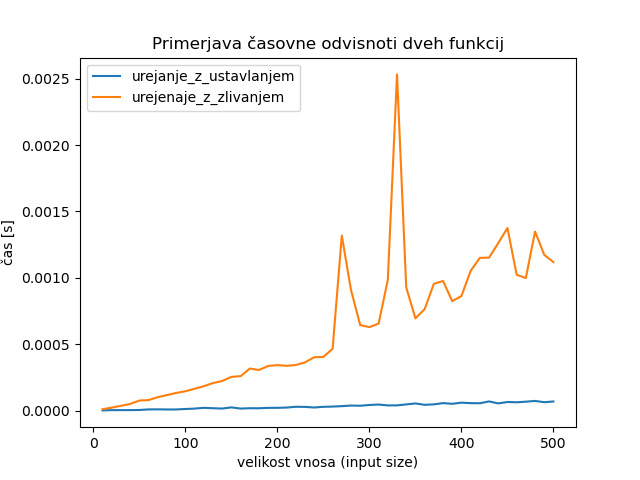 Primerjava časovne odvisnoti dveh funkcij
urejanje_z_ustavlanjem
urejenaje_z_zlivanjem
čas [s]
0.0025
0.0020
0.0015
0.0010
0.0005
0.0000
0 100 200 300 400 500
velikost vnosa (input size)